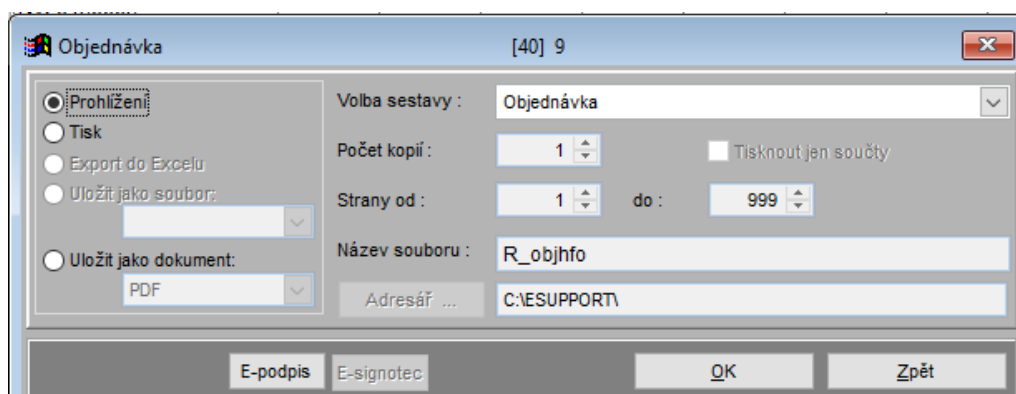 Objednávka [40] 9
Prohlížení
Tisk
Export do Excelu
Uložit jako soubor:
Uložit jako dokument:
PDF
Volba sestavy : Objednávka
Počet kopií : 1 Tisknout jen součty
Strany od : 1 do : 999
Název souboru : R_objhfo
Adresář ... C:\ESUPPORT\
E-podpis E-signotec OK Zpět